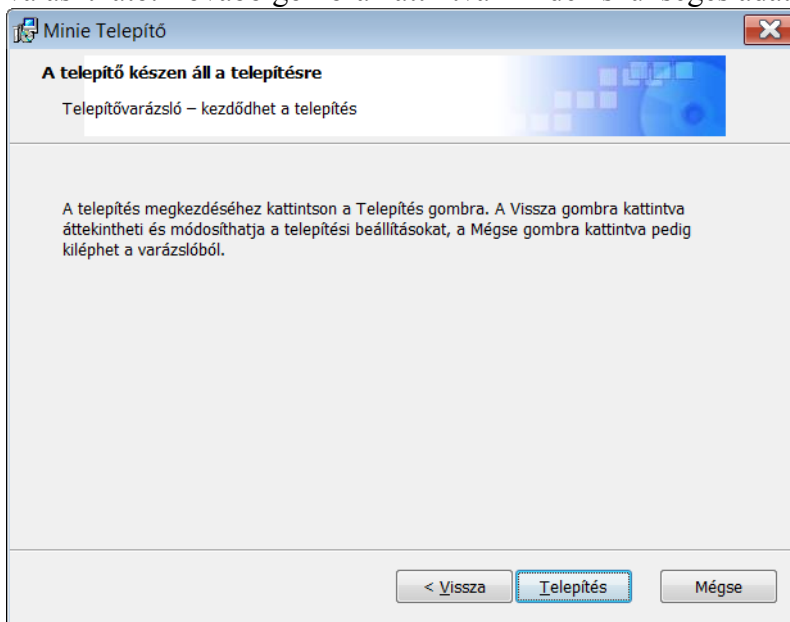 Minie Telepítő
A telepítő készen áll a telepítésre
Telepítővarázsló – kezdődhet a telepítés
A telepítés megkezdéséhez kattintson a Telepítés gombra. A Vissza gombra kattintva
áttekintheti és módosíthatja a telepítési beállításokat, a Mégse gombra kattintva pedig
kiléphet a varázslóból.
< Vissza Telepítés Mégse